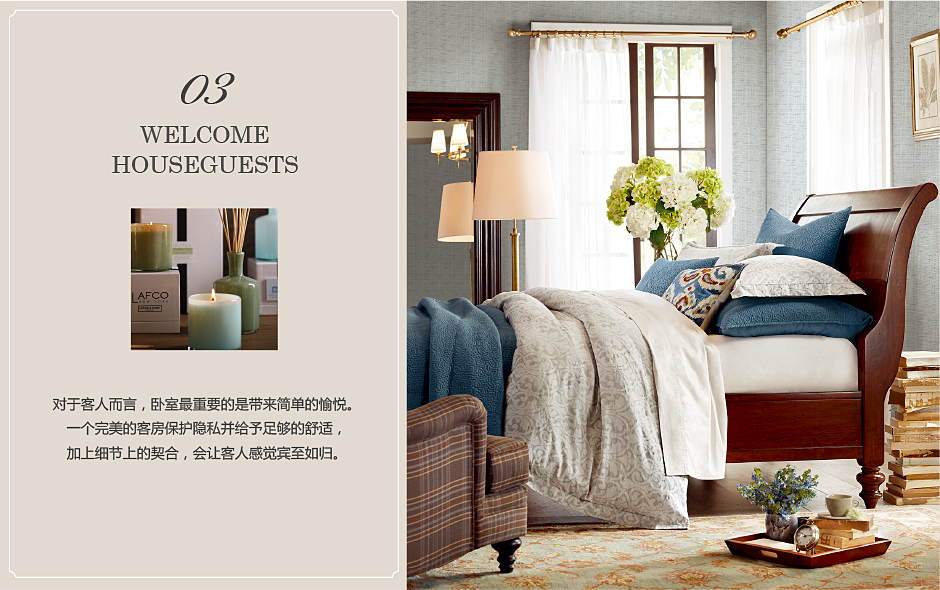 03
WELCOME
HOUSEGUESTS
LAFCO
NEW YORK
对于客人而言，卧室最重要的是带来简单的愉悦。
一个完美的客房保护隐私并给予足够的舒适，
加上细节上的契合，会让客人感觉宾至如归。